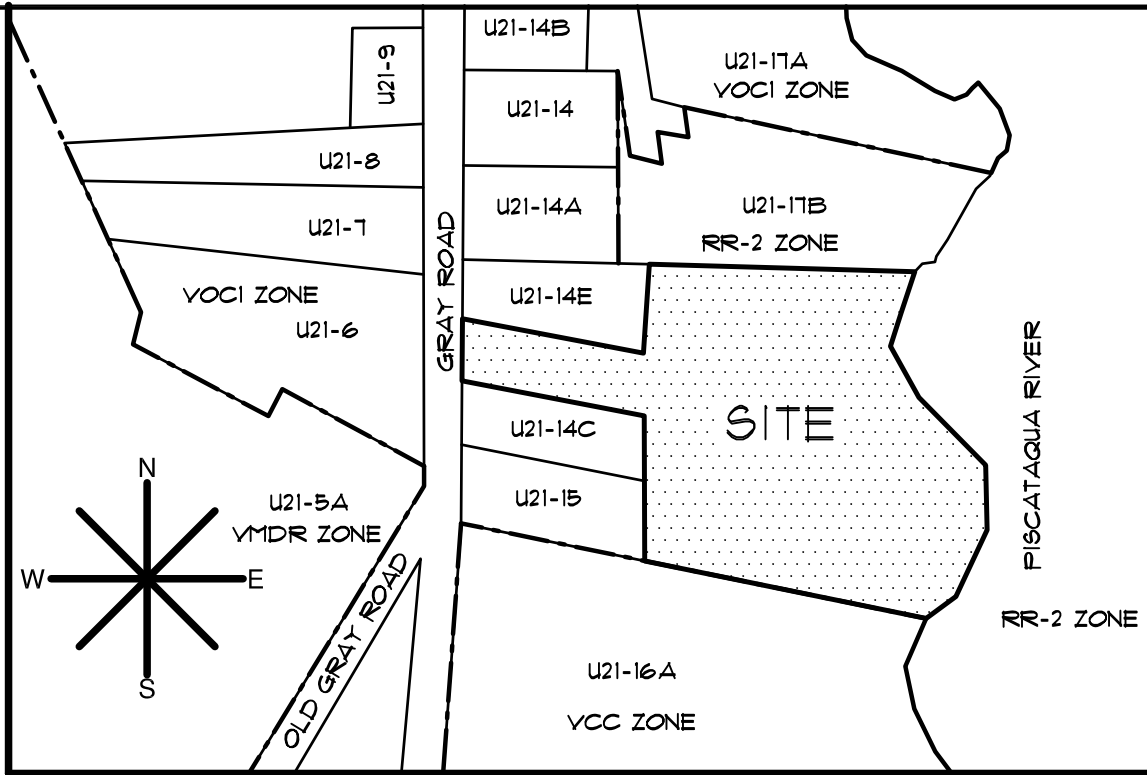 U21-14B
U21-9
U21-17A
VOC1 ZONE
U21-14
U21-8
U21-7
U21-14A
U21-17B
RR-2 ZONE
VOC1 ZONE
U21-6
GRAY ROAD
U21-14E
SITE
PISCATAQUA RIVER
U21-14C
U21-15
N
W
E
S
U21-5A
VMDR ZONE
OLD GRAY ROAD
RR-2 ZONE
U21-16A
VCC ZONE